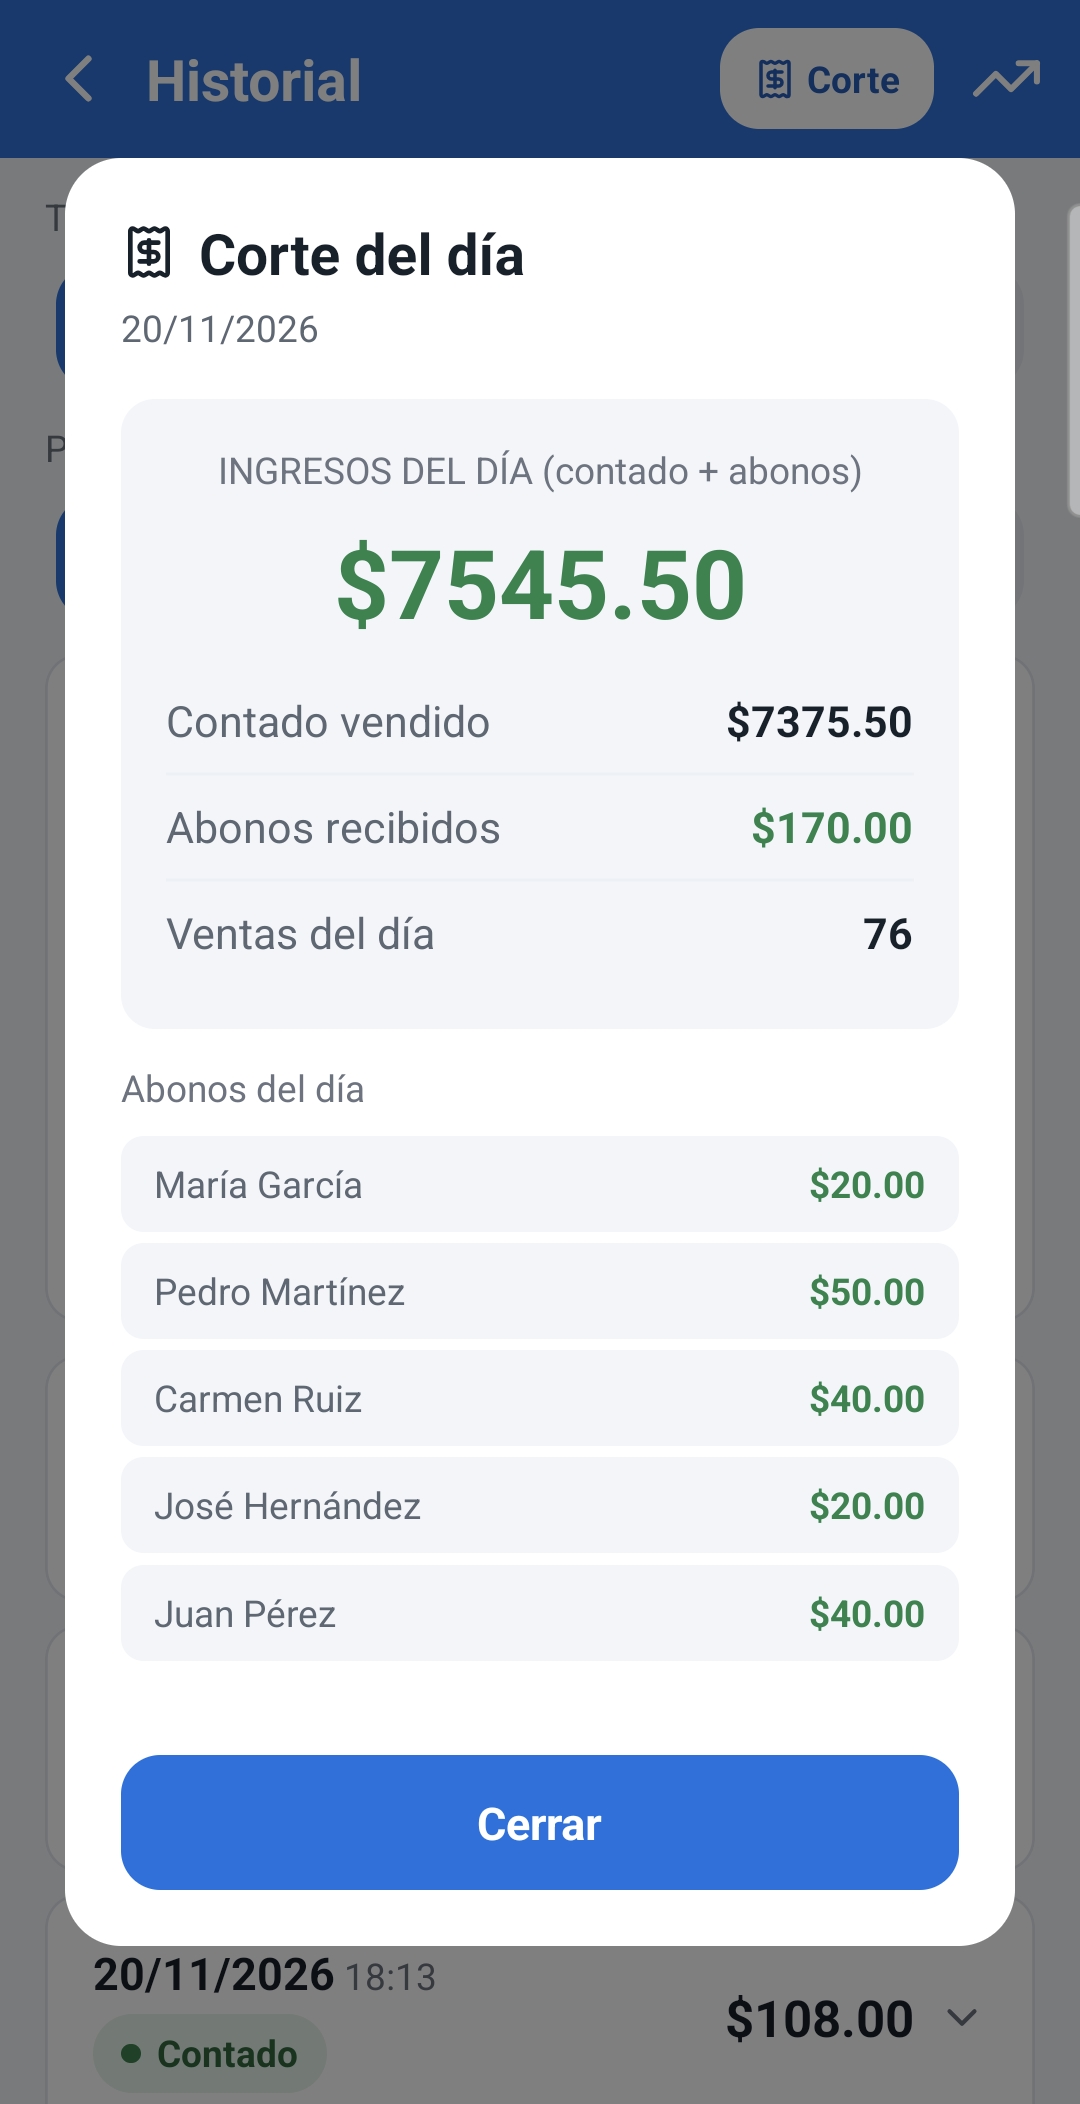 Historial
Corte
T
Corte del día
20/11/2026
P
INGRESOS DEL DÍA (contado + abonos)
$7545.50
Contado vendido $7375.50
Abonos recibidos $170.00
Ventas del día 76
Abonos del día
María García $20.00
Pedro Martínez $50.00
Carmen Ruiz $40.00
José Hernández $20.00
Juan Pérez $40.00
Cerrar
20/11/2026 18:13
$108.00
Contado